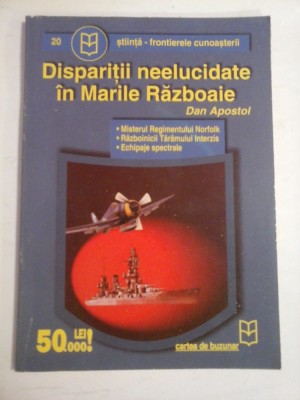 20
știință - frontierele cunoașterii
Dispariții neelucidate
în Marile Războaie
Dan Apostol
• Misterul Regimentului Norfolk
• Războinicii Tărâmului Interzis
• Echipaje spectrale
50.000 LEI!
cartea de buzunar